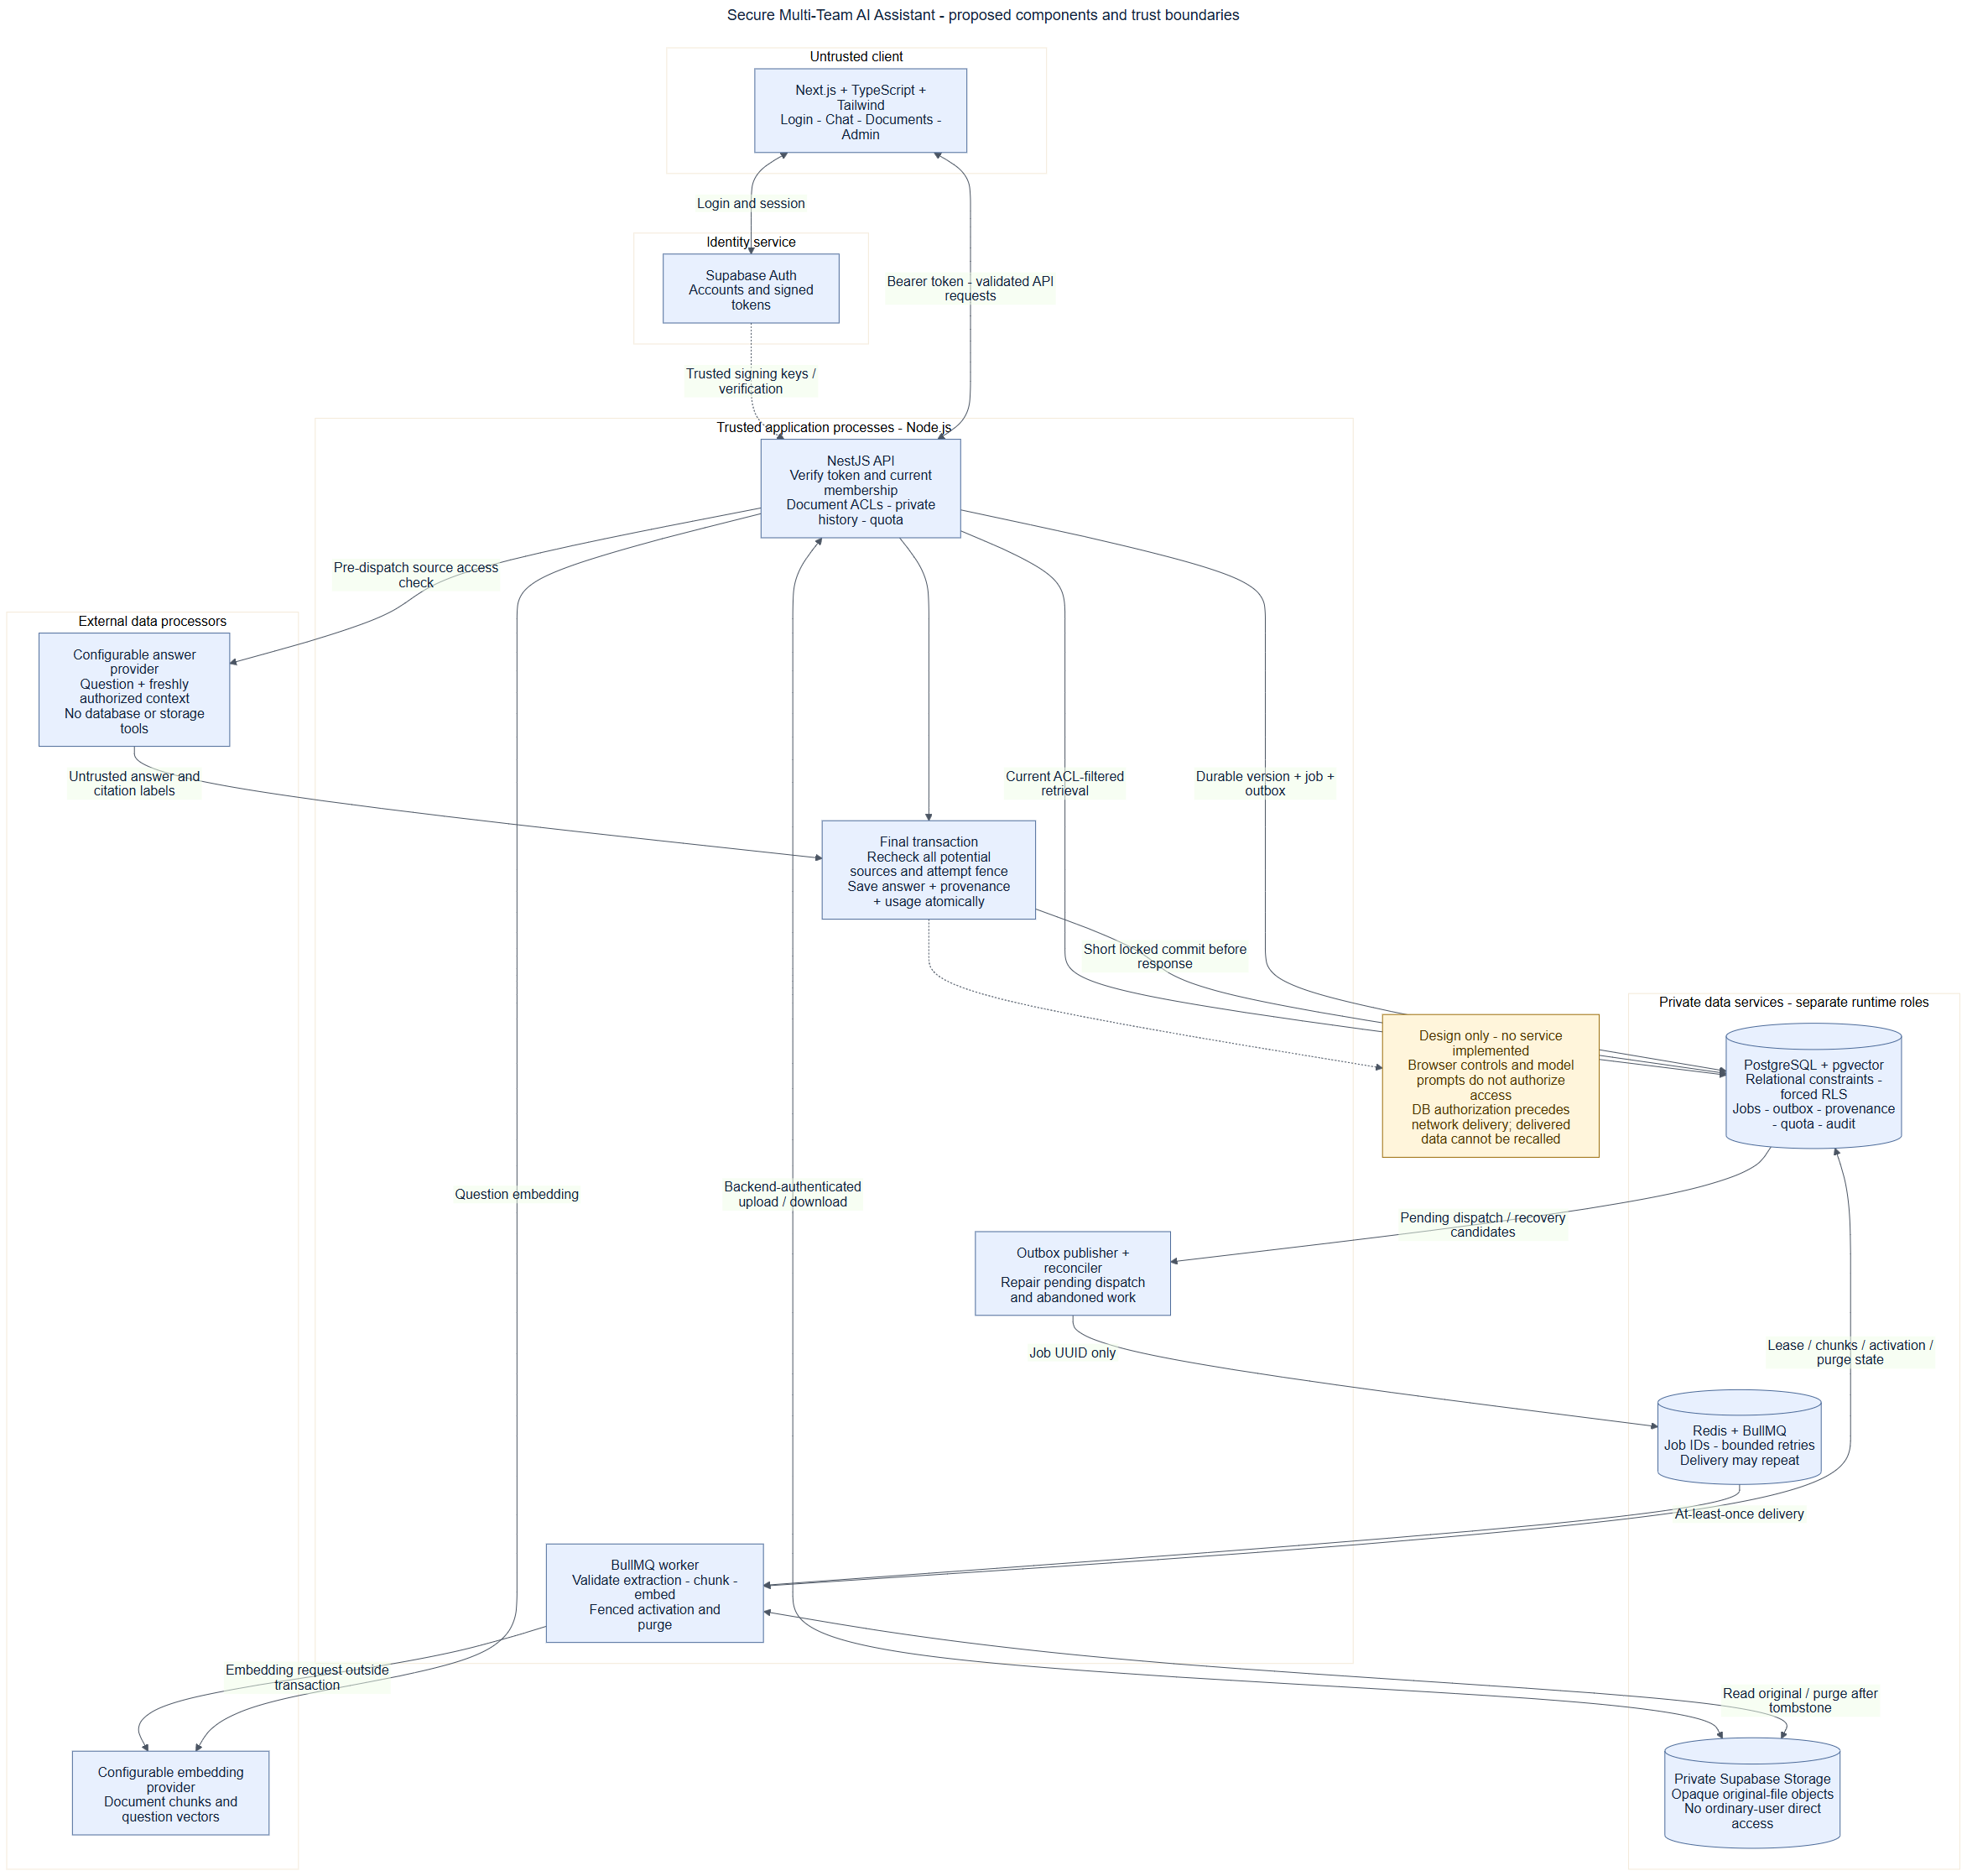 Secure Multi-Team AI Assistant - proposed components and trust boundaries
Untrusted client
Next.js + TypeScript +
Tailwind
Login - Chat - Documents -
Admin
Login and session
Identity service
Supabase Auth
Accounts and signed
tokens
Bearer token - validated API
requests
Trusted signing keys /
verification
Trusted application processes - Node.js
NestJS API
Verify token and current
membership
Document ACLs - private
history - quota
Pre-dispatch source access
check
External data processors
Configurable answer
provider
Question + freshly
authorized context
No database or storage
tools
Untrusted answer and
citation labels
Current ACL-filtered
retrieval
Durable version + job +
outbox
Final transaction
Recheck all potential
sources and attempt fence
Save answer + provenance
+ usage atomically
Short locked commit before
response
Private data services - separate runtime roles
Design only - no service
implemented
Browser controls and model
prompts do not authorize
access
DB authorization precedes
network delivery; delivered
data cannot be recalled
PostgreSQL + pgvector
Relational constraints -
forced RLS
Jobs - outbox - provenance
- quota - audit
Question embedding
Backend-authenticated
upload / download
Pending dispatch / recovery
candidates
Outbox publisher +
reconciler
Repair pending dispatch
and abandoned work
Job UUID only
Lease / chunks / activation /
purge state
Redis + BullMQ
Job IDs - bounded retries
Delivery may repeat
At-least-once delivery
BullMQ worker
Validate extraction - chunk -
embed
Fenced activation and
purge
Embedding request outside
transaction
Read original / purge after
tombstone
Configurable embedding
provider
Document chunks and
question vectors
Private Supabase Storage
Opaque original-file objects
No ordinary-user direct
access